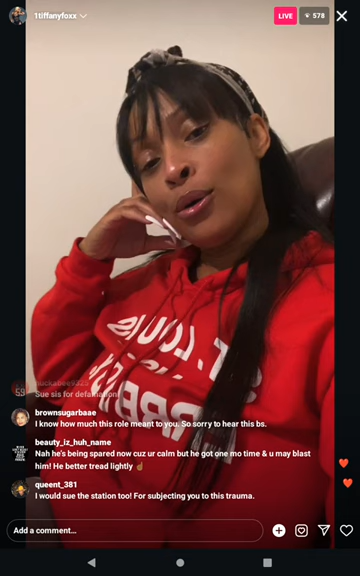 1tiffanyfoxx
LIVE
578
Sue sis for defamation
brownsugarbaae
I know how much this role meant to you. So sorry to hear this bs.
beauty_iz_huh_name
Nah he's being spared now cuz ur calm but he got one mo time & u may blast
him! He better tread lightly ☝
queent_381
I would sue the station too! For subjecting you to this trauma.
Add a comment…